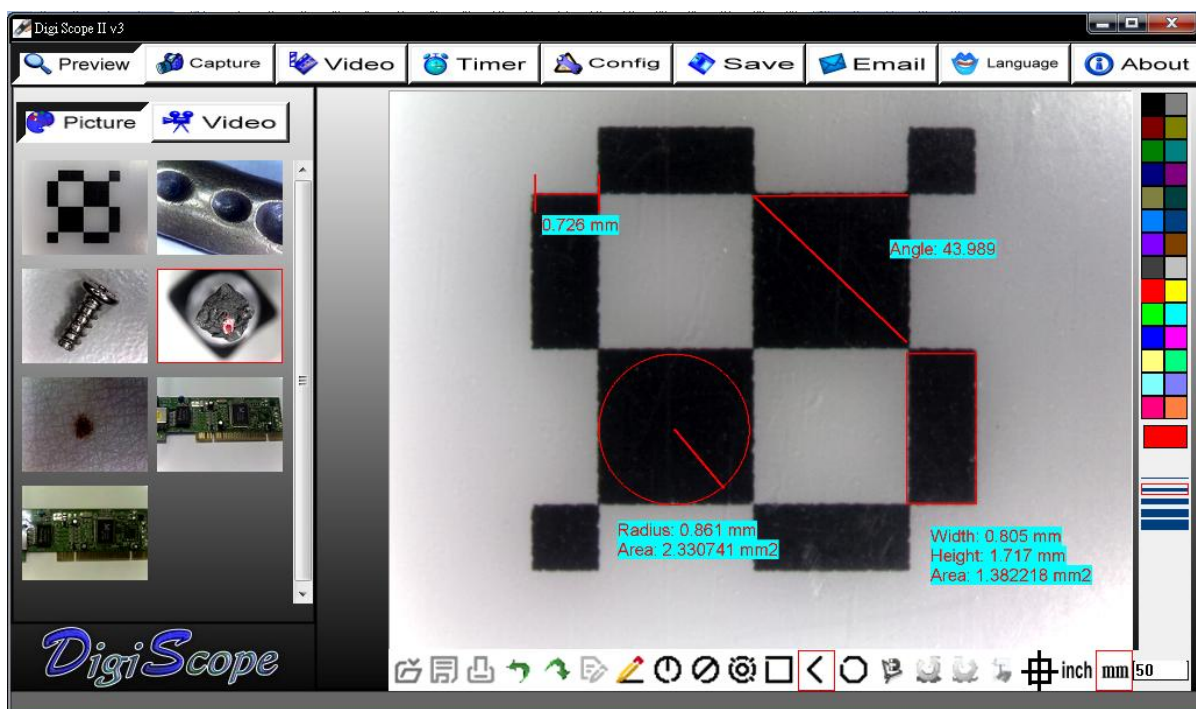 Digi Scope II v3
Preview
Capture
Video
Timer
Config
Save
Email
Language
About
Picture
Video
0.726 mm
Angle: 43.989
Radius: 0.861 mm
Area: 2.330741 mm2
Width: 0.805 mm
Height: 1.717 mm
Area: 1.382218 mm2
DigiScope
inch
mm
50